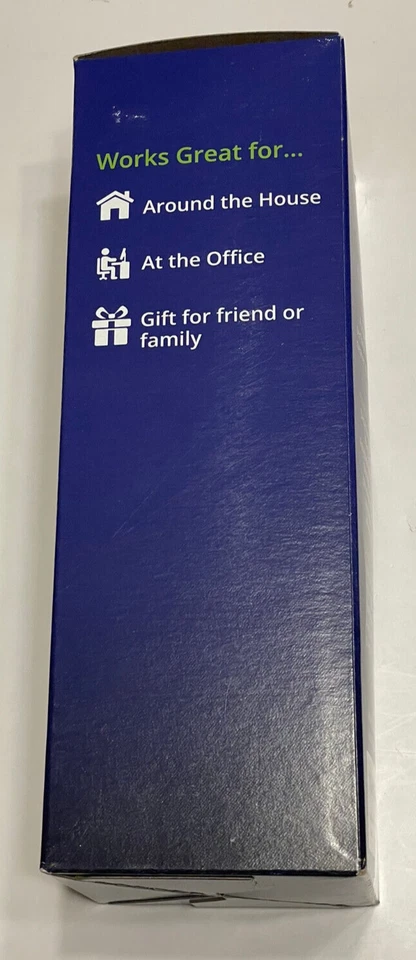 Works Great for...
Around the House
At the Office
Gift for friend or
family